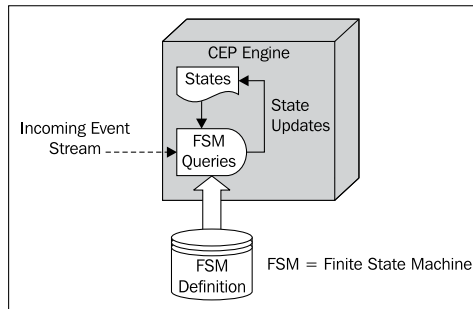 CEP Engine
States
State
Updates
Incoming Event
Stream
FSM
Queries
FSM
Definition
FSM = Finite State Machine